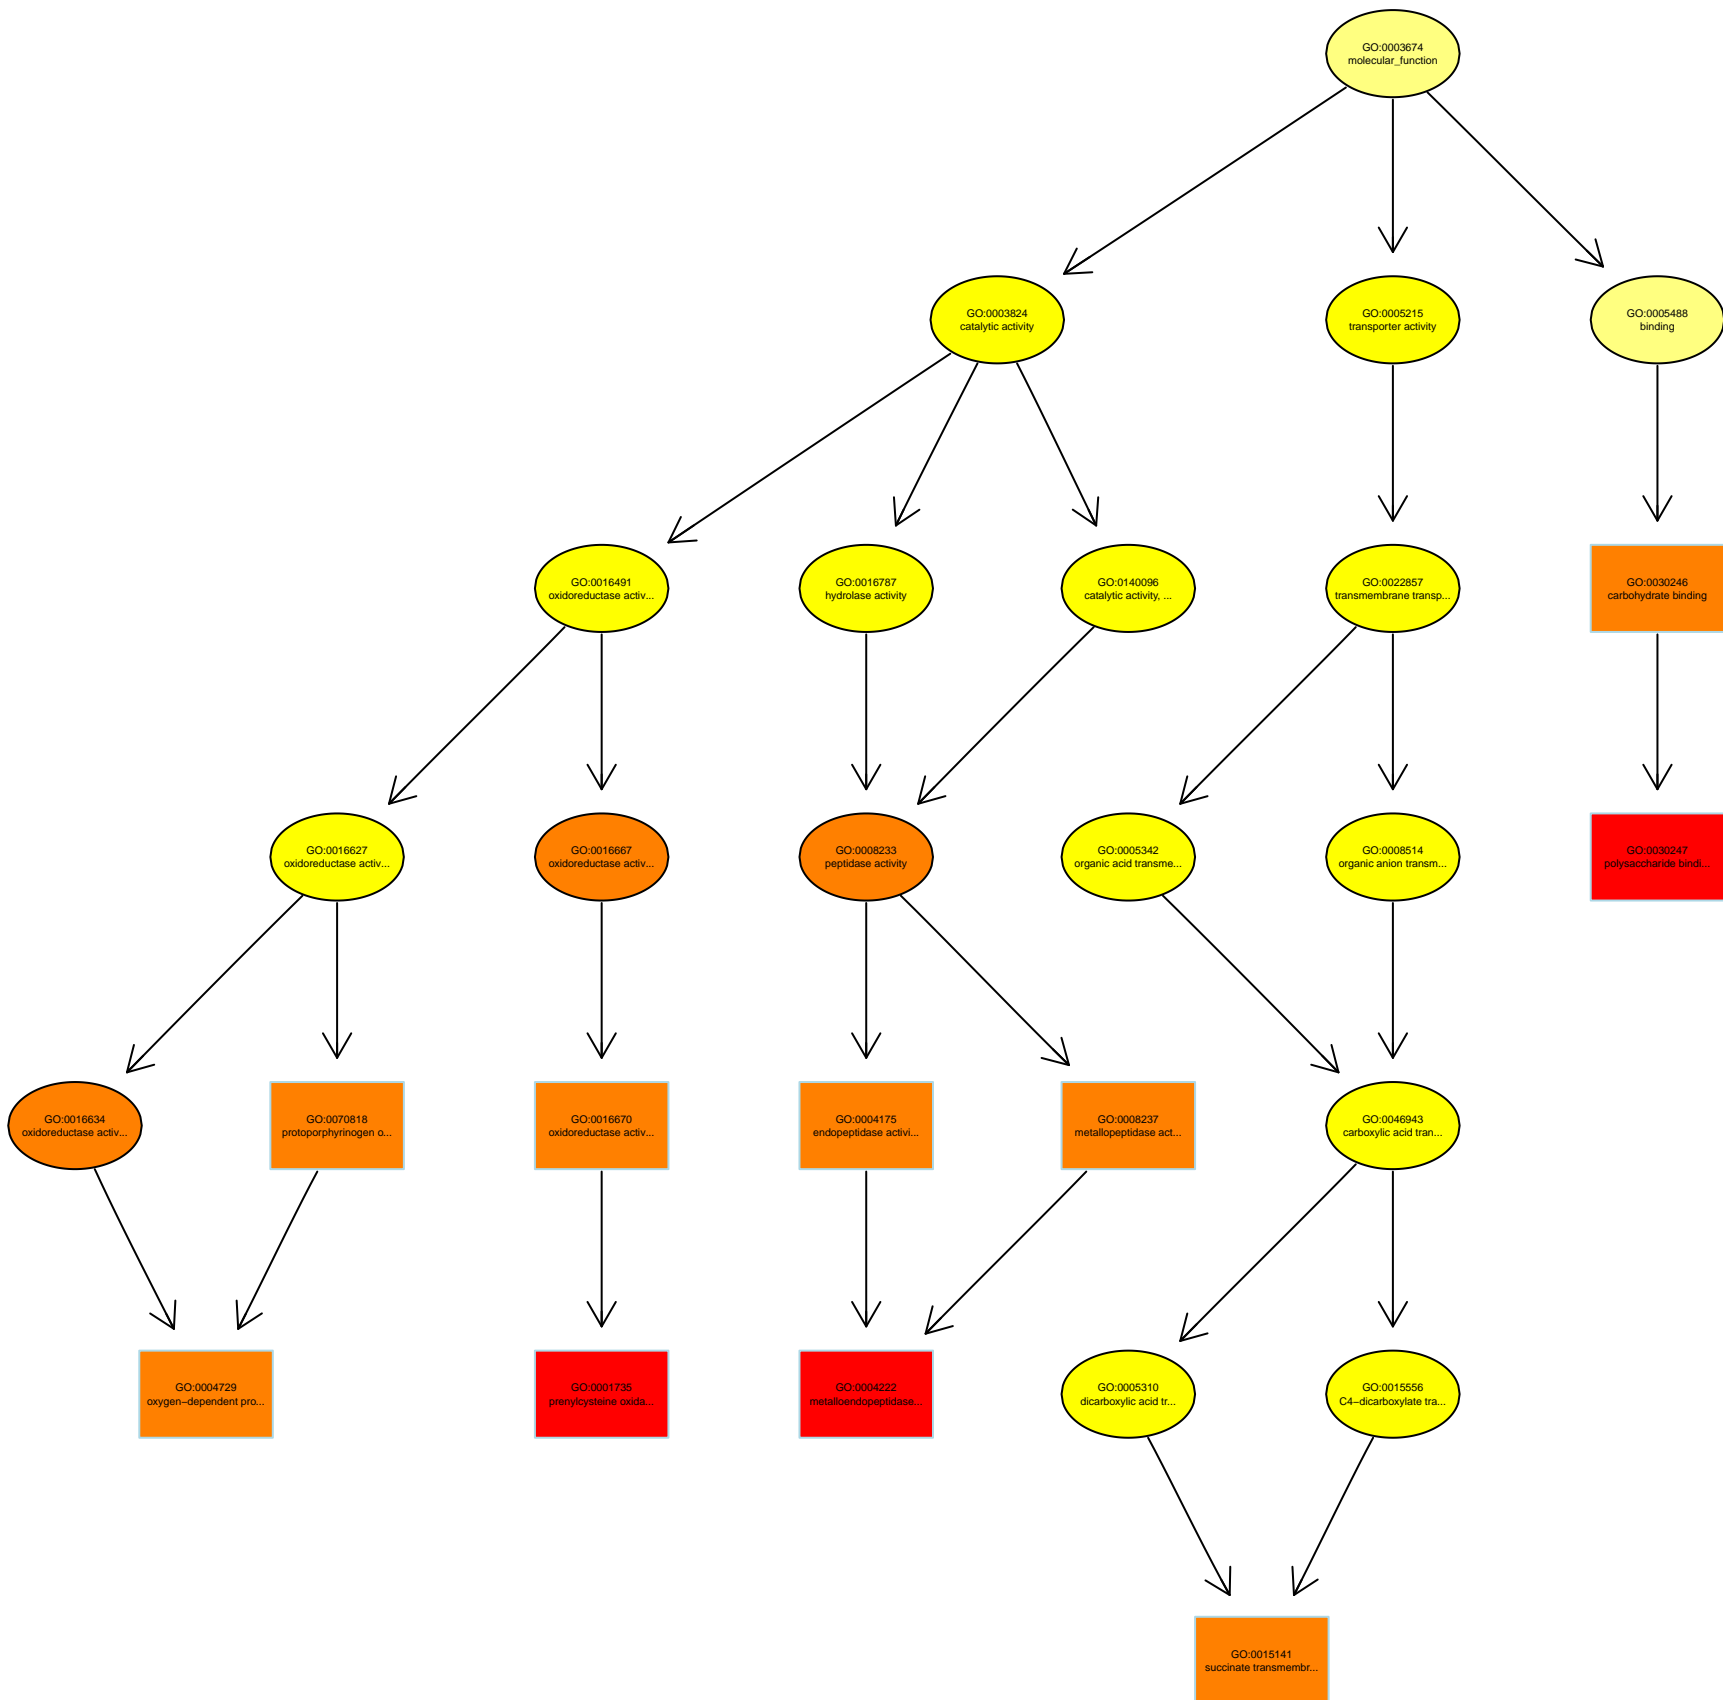 GO:0003674
molecular_function
GO:0003824
catalytic activity
GO:0005215
transporter activity
GO:0005488
binding
GO:0016491
oxidoreductase activ...
GO:0016787
hydrolase activity
GO:0140096
catalytic activity, ...
GO:0022857
transmembrane transp...
GO:0030246
carbohydrate binding
GO:0016627
oxidoreductase activ...
GO:0016667
oxidoreductase activ...
GO:0008233
peptidase activity
GO:0005342
organic acid transme...
GO:0008514
organic anion transm...
GO:0030247
polysaccharide bindi...
GO:0016634
oxidoreductase activ...
GO:0070818
protoporphyrinogen o...
GO:0016670
oxidoreductase activ...
GO:0004175
endopeptidase activi...
GO:0008237
metallopeptidase act...
GO:0046943
carboxylic acid tran...
GO:0004729
oxygen−dependent pro...
GO:0001735
prenylcysteine oxida...
GO:0004222
metalloendopeptidase...
GO:0005310
dicarboxylic acid tr...
GO:0015556
C4−dicarboxylate tra...
GO:0015141
succinate transmembr...